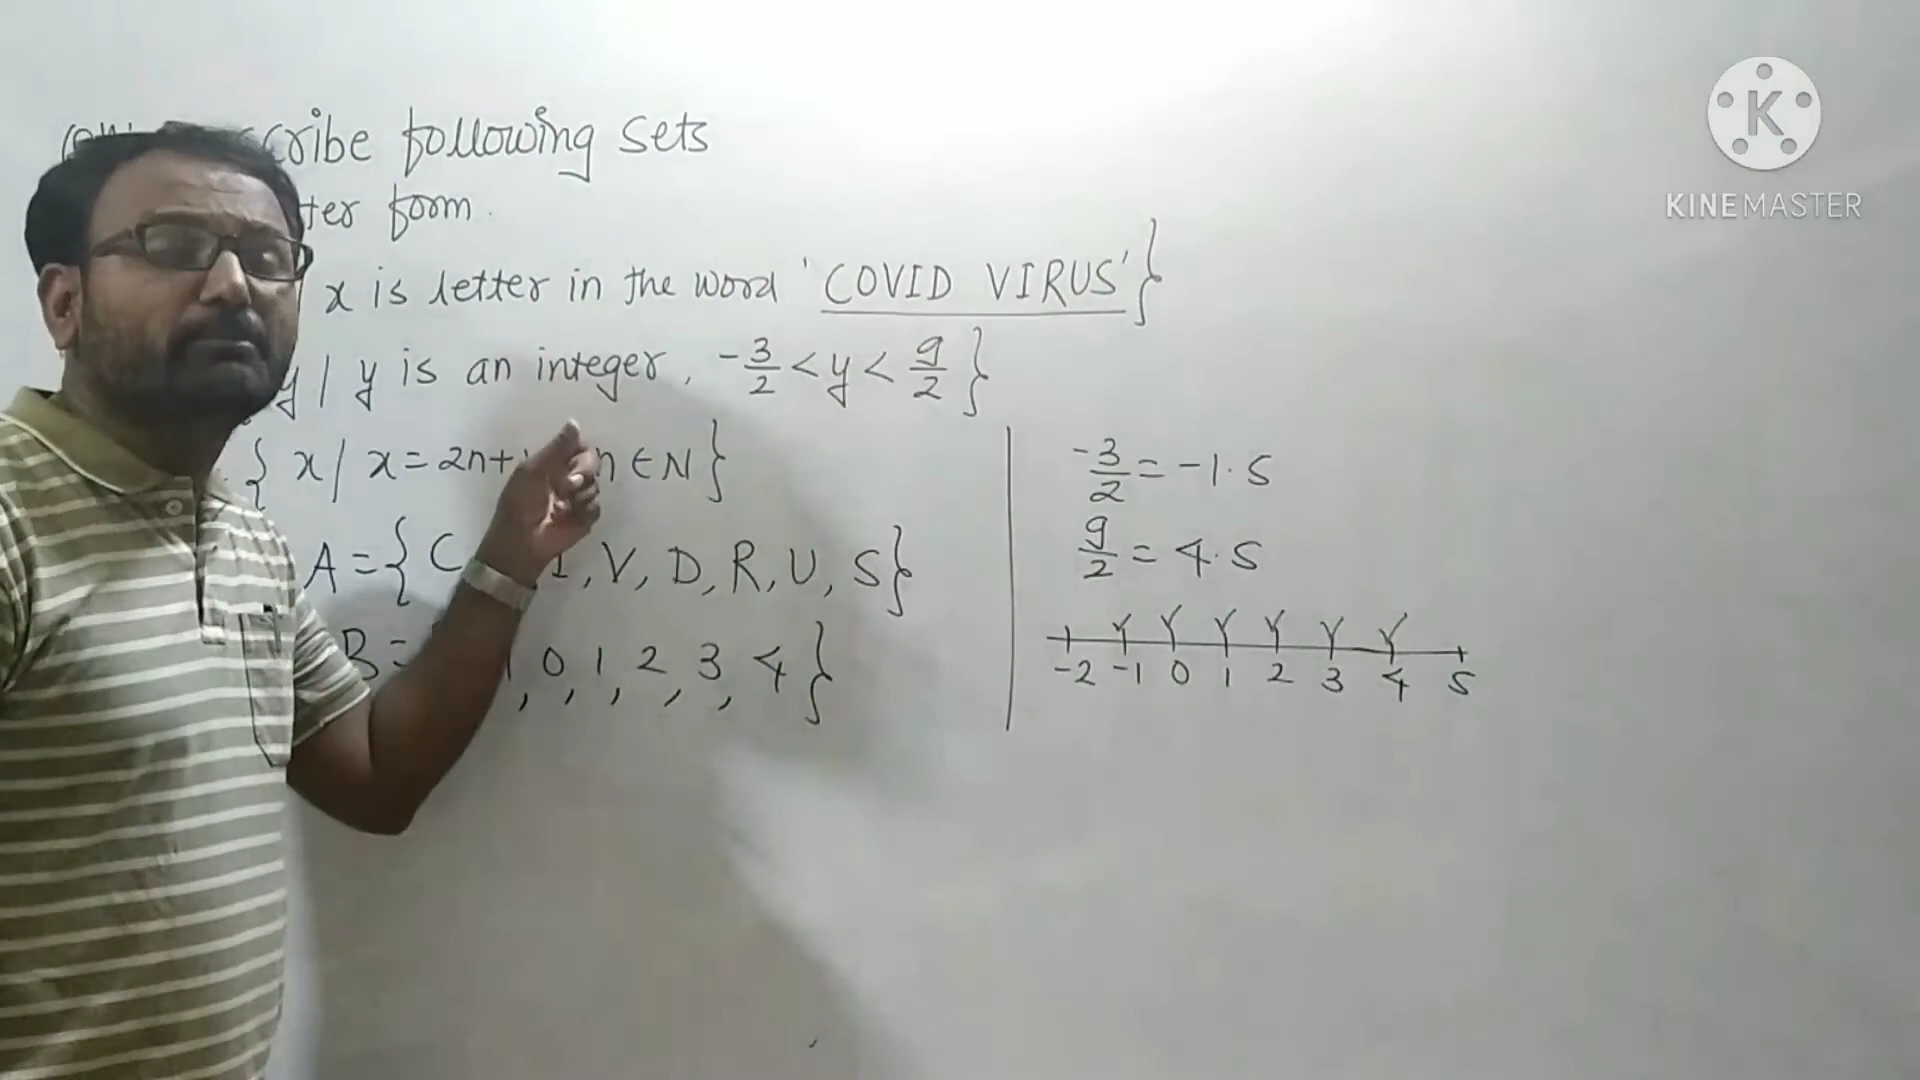 following sets
form.
x is letter in the word 'COVID VIRUS'}
y / y is an integer, -3/2 < y < 9/2 }
{ x / x = 2n+ n ∈ N }
A = { C I, V, D, R, U, S}
B = 0, 1, 2, 3, 4 }
-3/2 = -1.5
9/2 = 4.5
-2 -1 0 1 2 3 4 5
K
KINEMASTER